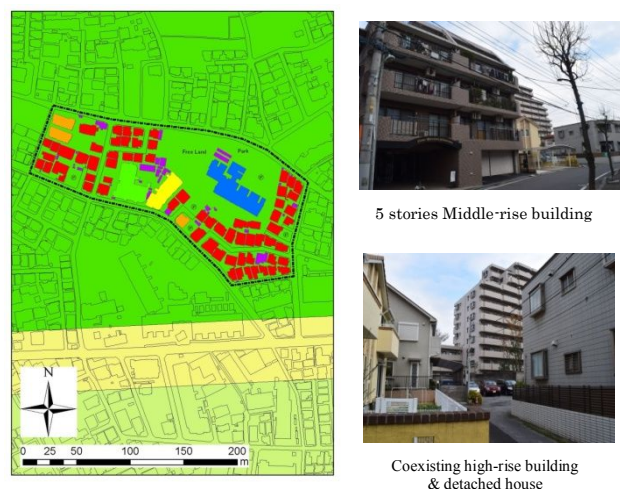 Free Land
Park
N
0 25 50 100 150 200
m
5 stories Middle-rise building
Coexisting high-rise building
& detached house